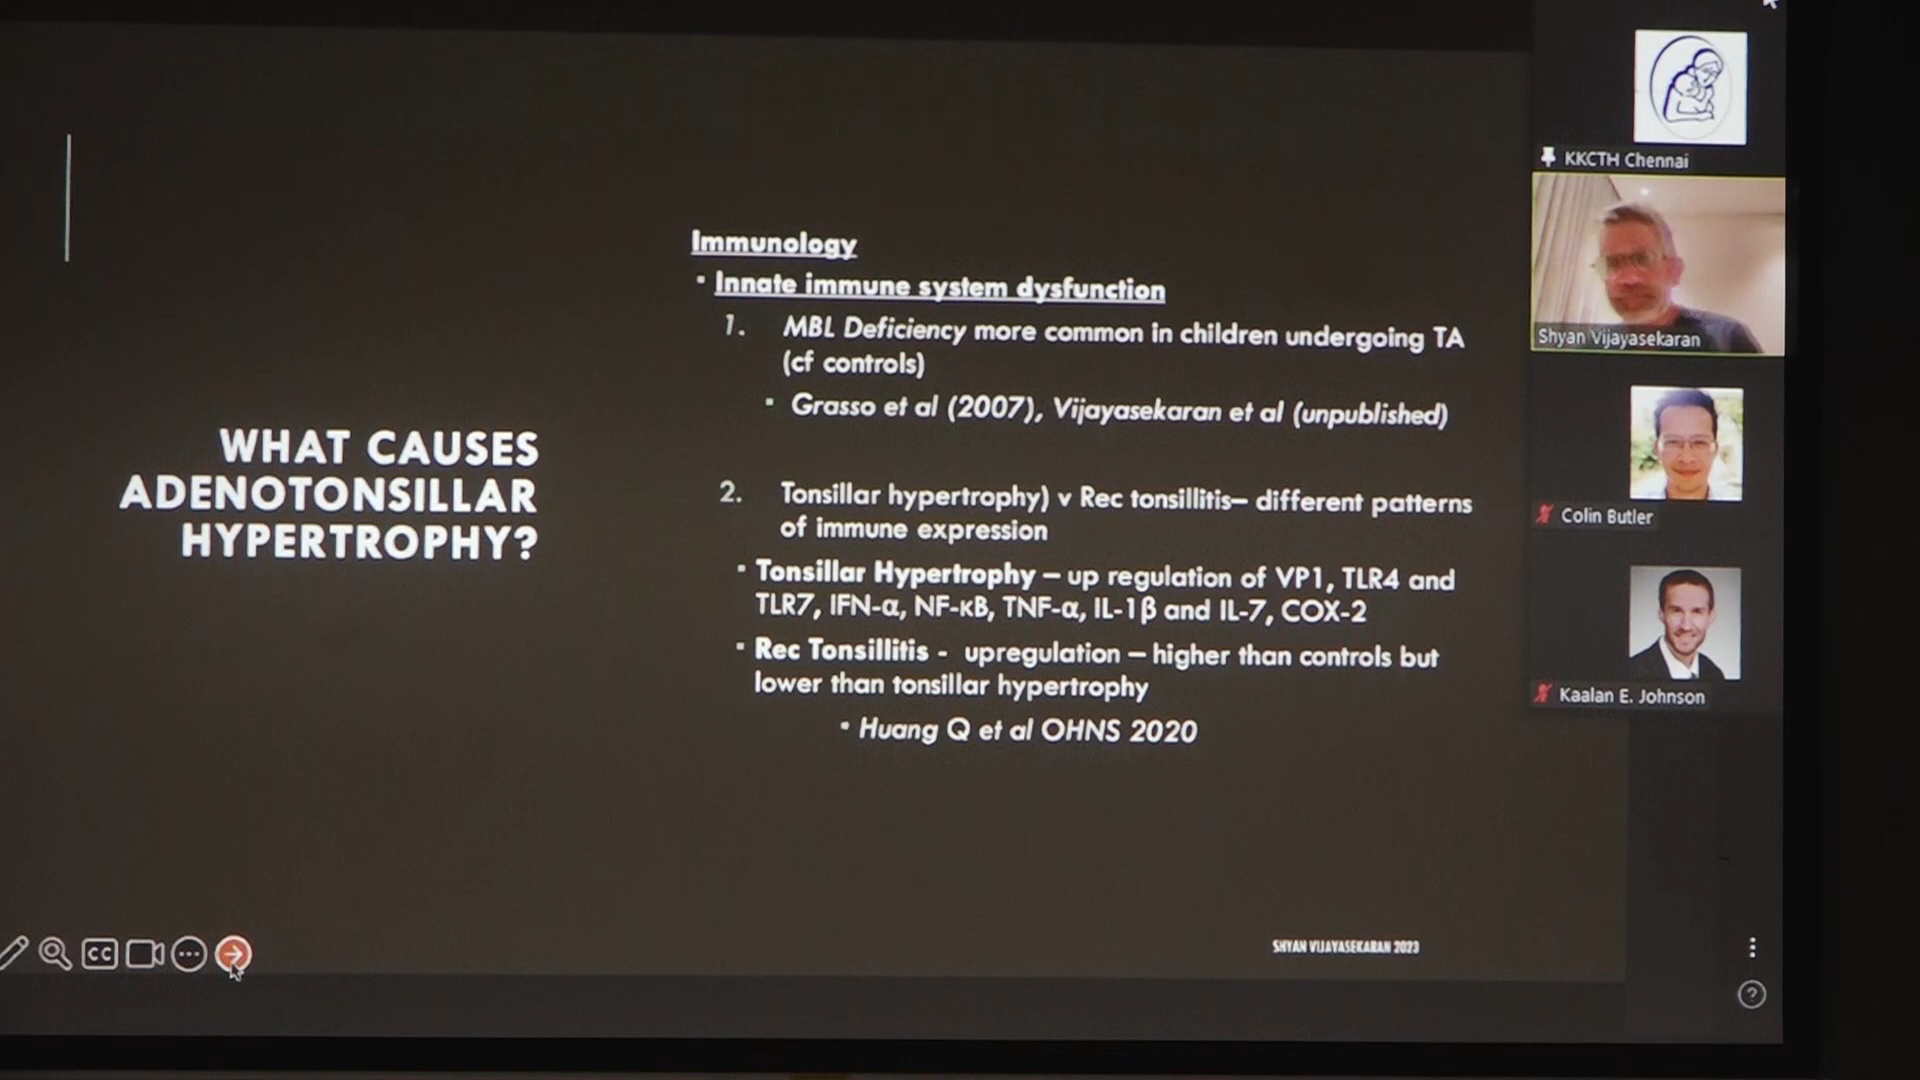 WHAT CAUSES
ADENOTONSILLAR
HYPERTROPHY?
Immunology
▪ Innate immune system dysfunction
1. MBL Deficiency more common in children undergoing TA
(cf controls)
▪ Grasso et al (2007), Vijayasekaran et al (unpublished)
2. Tonsillar hypertrophy) v Rec tonsillitis– different patterns
of immune expression
▪ Tonsillar Hypertrophy – up regulation of VP1, TLR4 and
TLR7, IFN-α, NF-κB, TNF-α, IL-1β and IL-7, COX-2
▪ Rec Tonsillitis - upregulation – higher than controls but
lower than tonsillar hypertrophy
▪ Huang Q et al OHNS 2020
SHYAN VIJAYASEKARAN 2023
CC
KKCTH Chennai
Shyan Vijayasekaran
Colin Butler
Kaalan E. Johnson
?